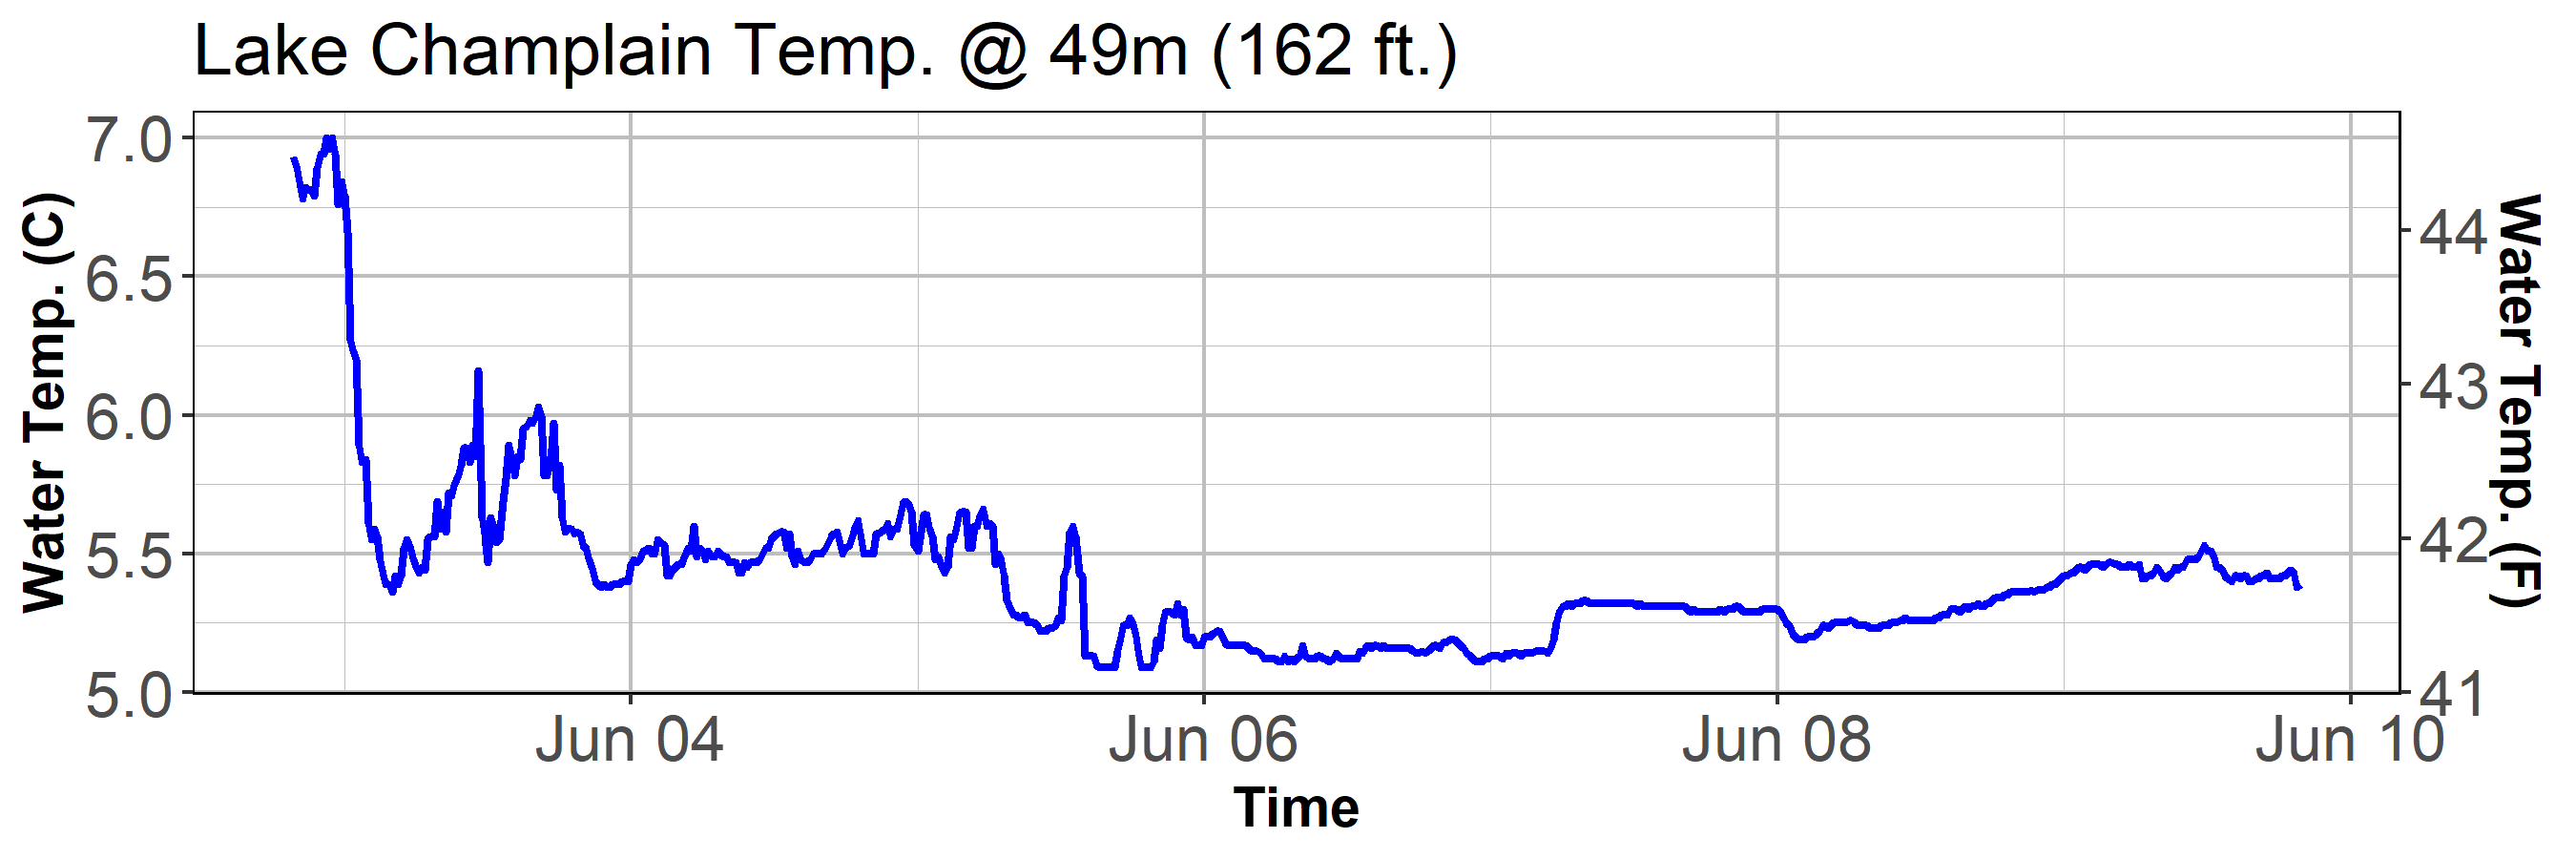 Lake Champlain Temp. @ 49m (162 ft.)
Water Temp. (C)
7.0
6.5
6.0
5.5
5.0
44
43
42
41
Water Temp. (F)
Jun 04
Jun 06
Jun 08
Jun 10
Time